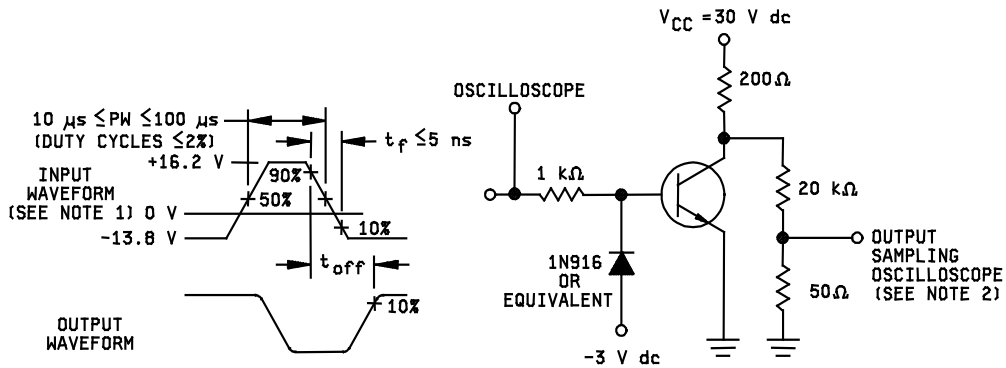 V_CC = 30 V dc
200Ω
OSCILLOSCOPE
10 μs ≤PW ≤100 μs
(DUTY CYCLES ≤2%)
t_f ≤5 ns
+16.2 V
90%
INPUT
WAVEFORM
(SEE NOTE 1) 0 V
50%
10%
-13.8 V
1 kΩ
20 kΩ
t_off
10%
OUTPUT
WAVEFORM
1N916
OR
EQUIVALENT
-3 V dc
OUTPUT
SAMPLING
OSCILLOSCOPE
(SEE NOTE 2)
50Ω